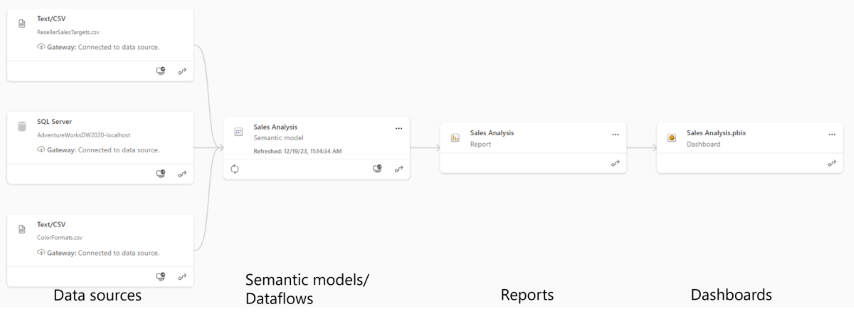 Text/CSV
ResellerSalesTargets.csv
Gateway: Connected to data source.
SQL Server
AdventureWorksDW2020-localhost
Gateway: Connected to data source.
Text/CSV
ColorFormats.csv
Gateway: Connected to data source.
Data sources
Sales Analysis
Semantic model
Refreshed: 12/19/23, 11:14:34 AM
Semantic models/
Dataflows
Sales Analysis
Report
Reports
Sales Analysis.pbix
Dashboard
Dashboards